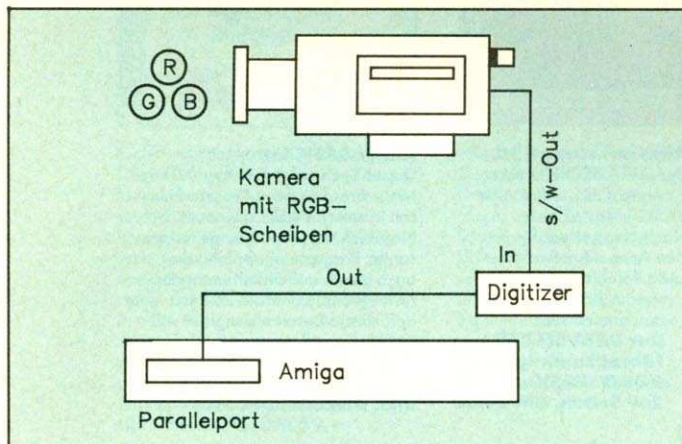 R
G B
Kamera
mit RGB-
Scheiben
s/w-Out
In
Digitizer
Out
Amiga
Parallelport